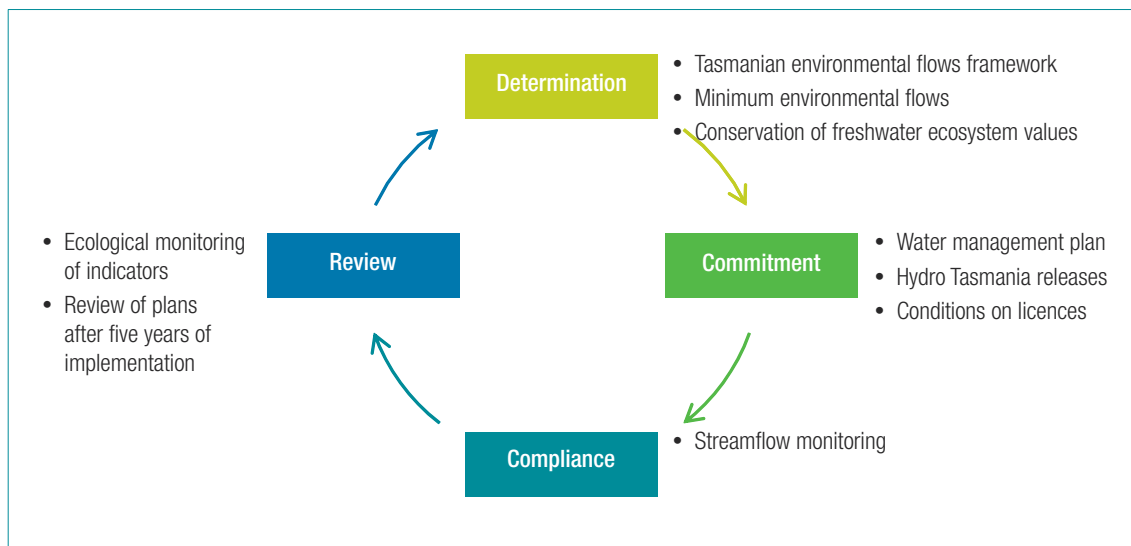 Determination
• Tasmanian environmental flows framework
• Minimum environmental flows
• Conservation of freshwater ecosystem values
Commitment
• Water management plan
• Hydro Tasmania releases
• Conditions on licences
Compliance
• Streamflow monitoring
Review
• Ecological monitoring
of indicators
• Review of plans
after five years of
implementation